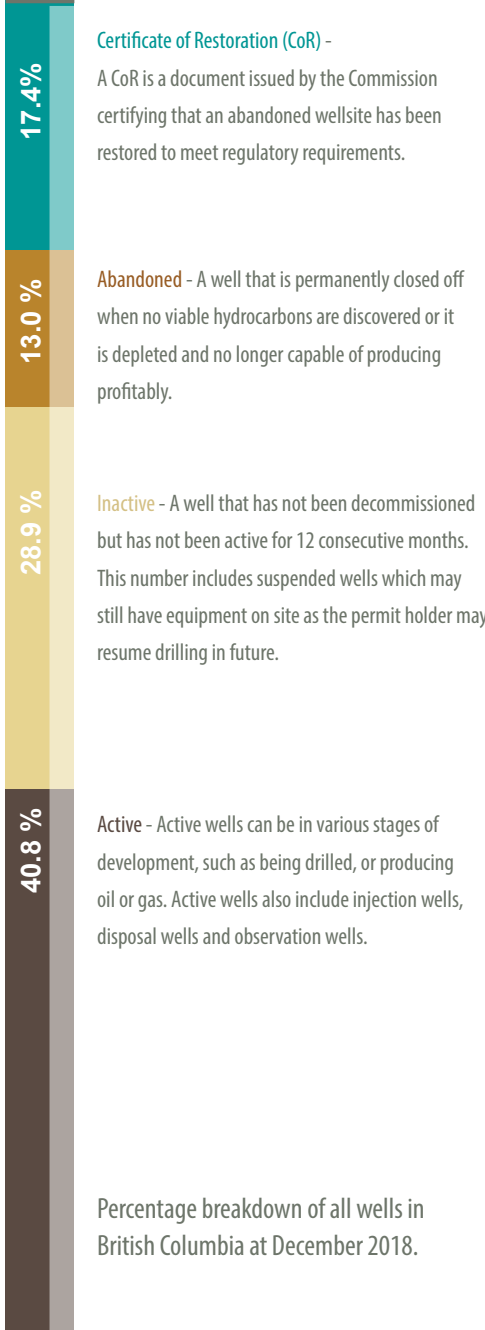 17.4%
Certificate of Restoration (CoR) -
A CoR is a document issued by the Commission
certifying that an abandoned wellsite has been
restored to meet regulatory requirements.
13.0 %
Abandoned - A well that is permanently closed off
when no viable hydrocarbons are discovered or it
is depleted and no longer capable of producing
profitably.
28.9 %
Inactive - A well that has not been decommissioned
but has not been active for 12 consecutive months.
This number includes suspended wells which may
still have equipment on site as the permit holder may
resume drilling in future.
40.8 %
Active - Active wells can be in various stages of
development, such as being drilled, or producing
oil or gas. Active wells also include injection wells,
disposal wells and observation wells.
Percentage breakdown of all wells in
British Columbia at December 2018.